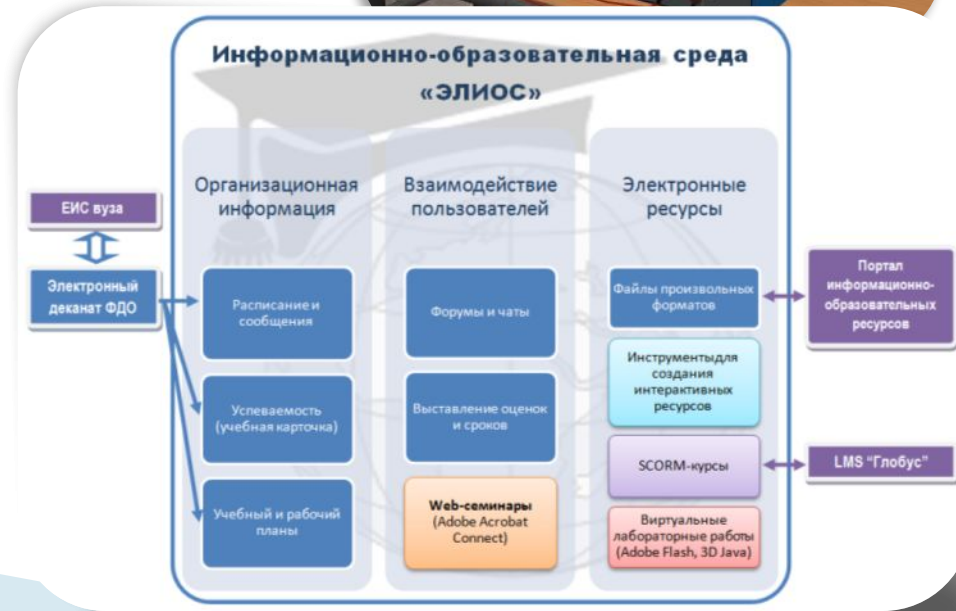 Информационно-образовательная среда
«ЭЛИОС»
Организационная
информация
Взаимодействие
пользователей
Электронные
ресурсы
ЕИС вуза
Электронный
деканат ФДО
Расписание и
сообщения
Успеваемость
(учебная карточка)
Учебный и рабочий
планы
Форумы и чаты
Выставление оценок
и сроков
Web-семинары
(Adobe Acrobat
Connect)
Файлы произвольных
форматов
Инструментыдля
создания
интерактивных
ресурсов
SCORM-курсы
Виртуальные
лабораторные работы
(Adobe Flash, 3D Java)
Портал
информационно-
образовательных
ресурсов
LMS "Глобус"